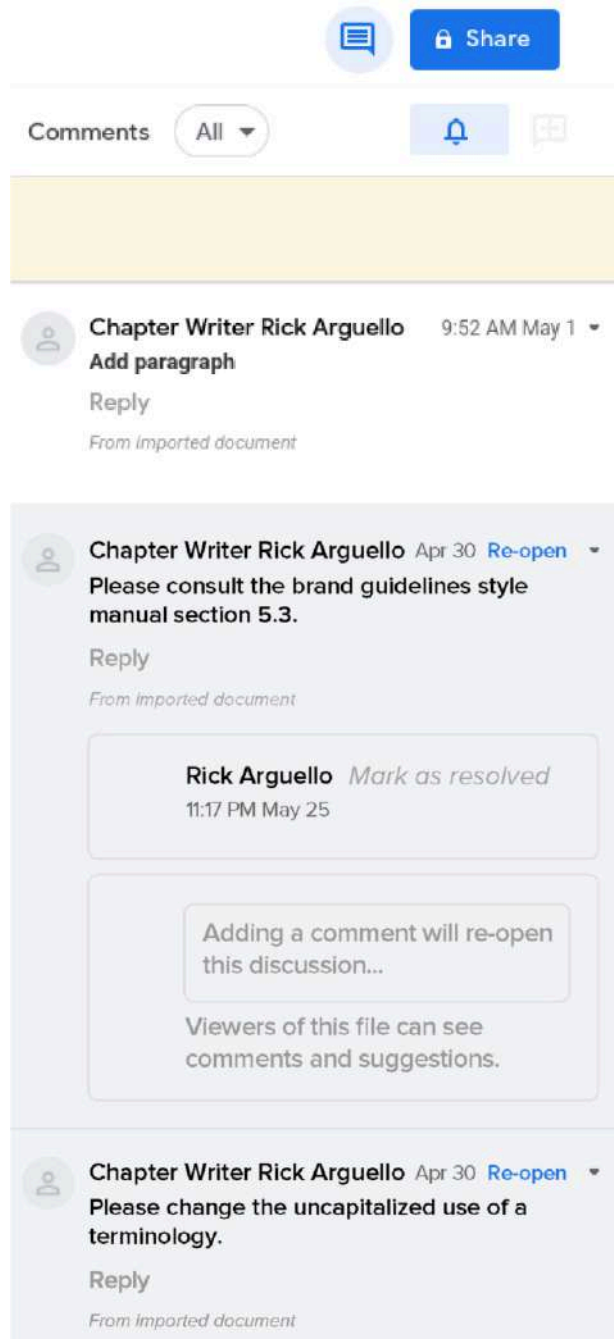 Share
Comments
All
Chapter Writer Rick Arguello 9:52 AM May 1
Add paragraph
Reply
From imported document
Chapter Writer Rick Arguello Apr 30 Re-open
Please consult the brand guidelines style
manual section 5.3.
Reply
From imported document
Rick Arguello Mark as resolved
11:17 PM May 25
Adding a comment will re-open
this discussion...
Viewers of this file can see
comments and suggestions.
Chapter Writer Rick Arguello Apr 30 Re-open
Please change the uncapitalized use of a
terminology.
Reply
From imported document